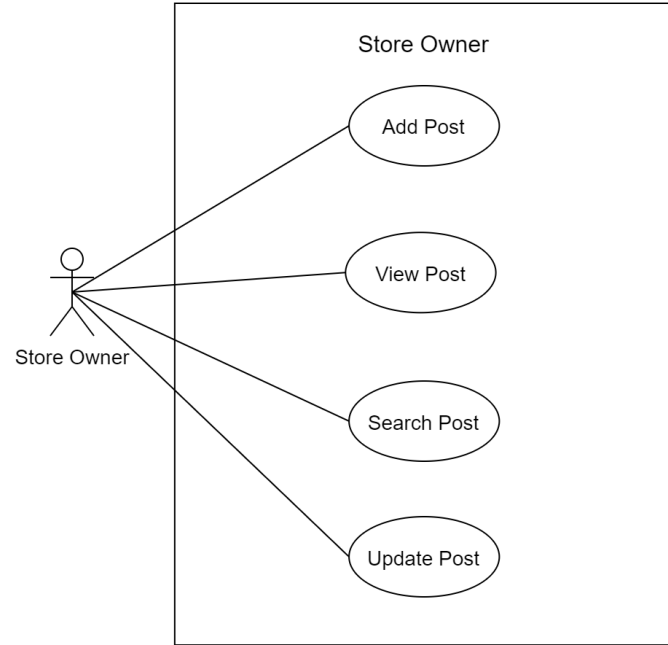 Store Owner
Add Post
View Post
Store Owner
Search Post
Update Post